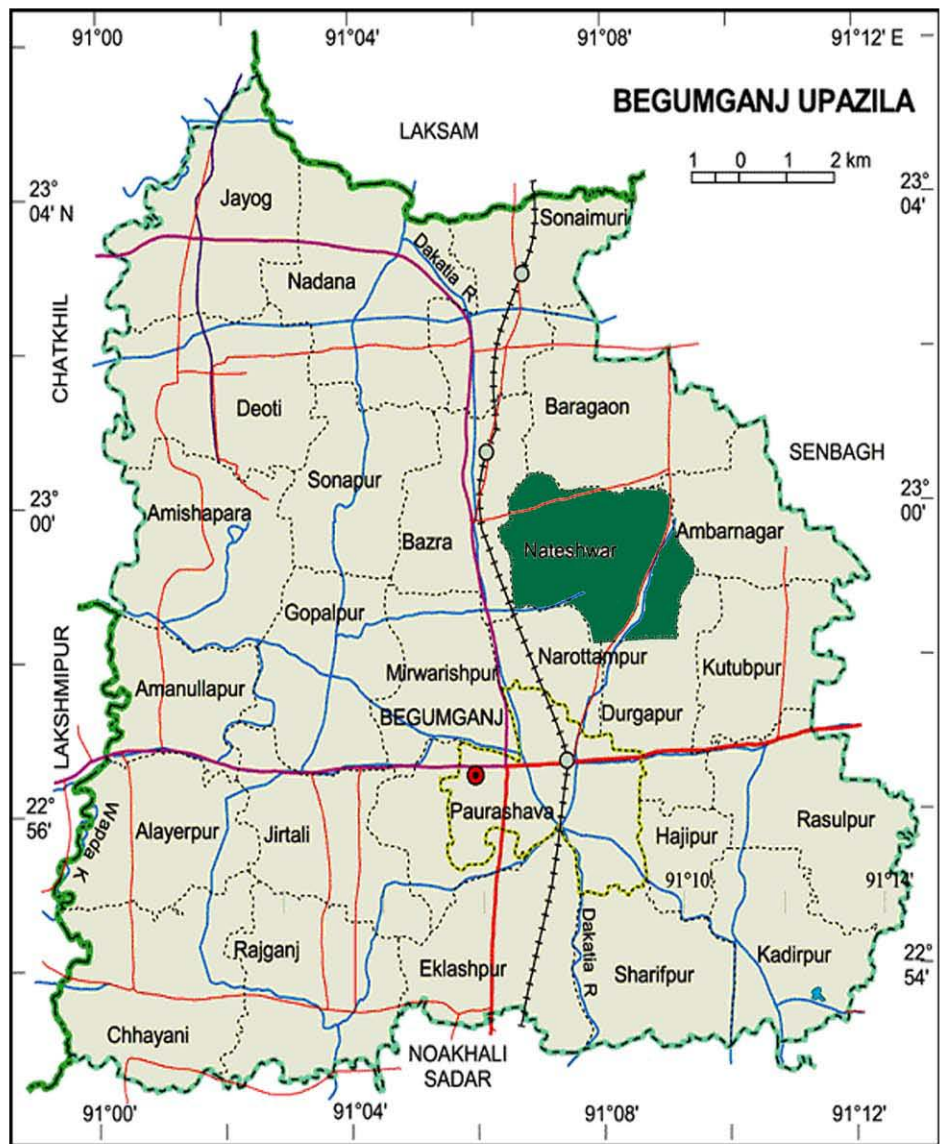 91°00'
91°04'
91°08'
91°12' E
BEGUMGANJ UPAZILA
LAKSAM
1 0 1 2 km
23°
04' N
23°
04'
Jayog
Sonaimuri
Dakatia R
Nadana
CHATKHIL
Deoti
Baragaon
SENBAGH
Sonapur
23°
00'
23°
00'
Amishapara
Bazra
Nateshwar
Ambarnagar
Gopalpur
LAKSHMIPUR
Amanullapur
Mirwarishpur
Narottampur
Kutubpur
BEGUMGANJ
Durgapur
22°
56'
Wapda K
Alayerpur
Jirtali
Paurashava
Hajipur
Rasulpur
91°10'
91°14'
Rajganj
Eklashpur
Dakatia R
Sharifpur
Kadirpur
22°
54'
Chhayani
NOAKHALI
SADAR
91°00'
91°04'
91°08'
91°12'